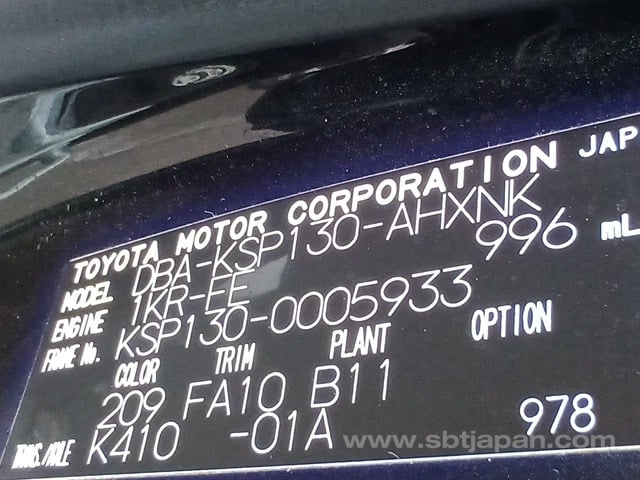 TOYOTA MOTOR CORPORATION JAP
MODEL DBA-KSP130-AHXNK
ENGINE 1KR-FE 996 mL
FRAME No. KSP130-0005933
COLOR TRIM PLANT OPTION
209 FA10 B11
TRANS./AXLE K410 -01A 978
www.sbtjapan.com